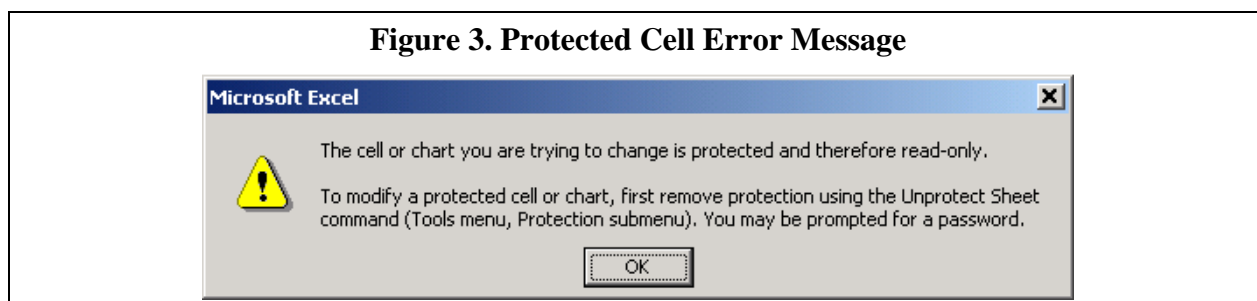 Figure 3. Protected Cell Error Message
Microsoft Excel
The cell or chart you are trying to change is protected and therefore read-only.
To modify a protected cell or chart, first remove protection using the Unprotect Sheet
command (Tools menu, Protection submenu). You may be prompted for a password.
OK